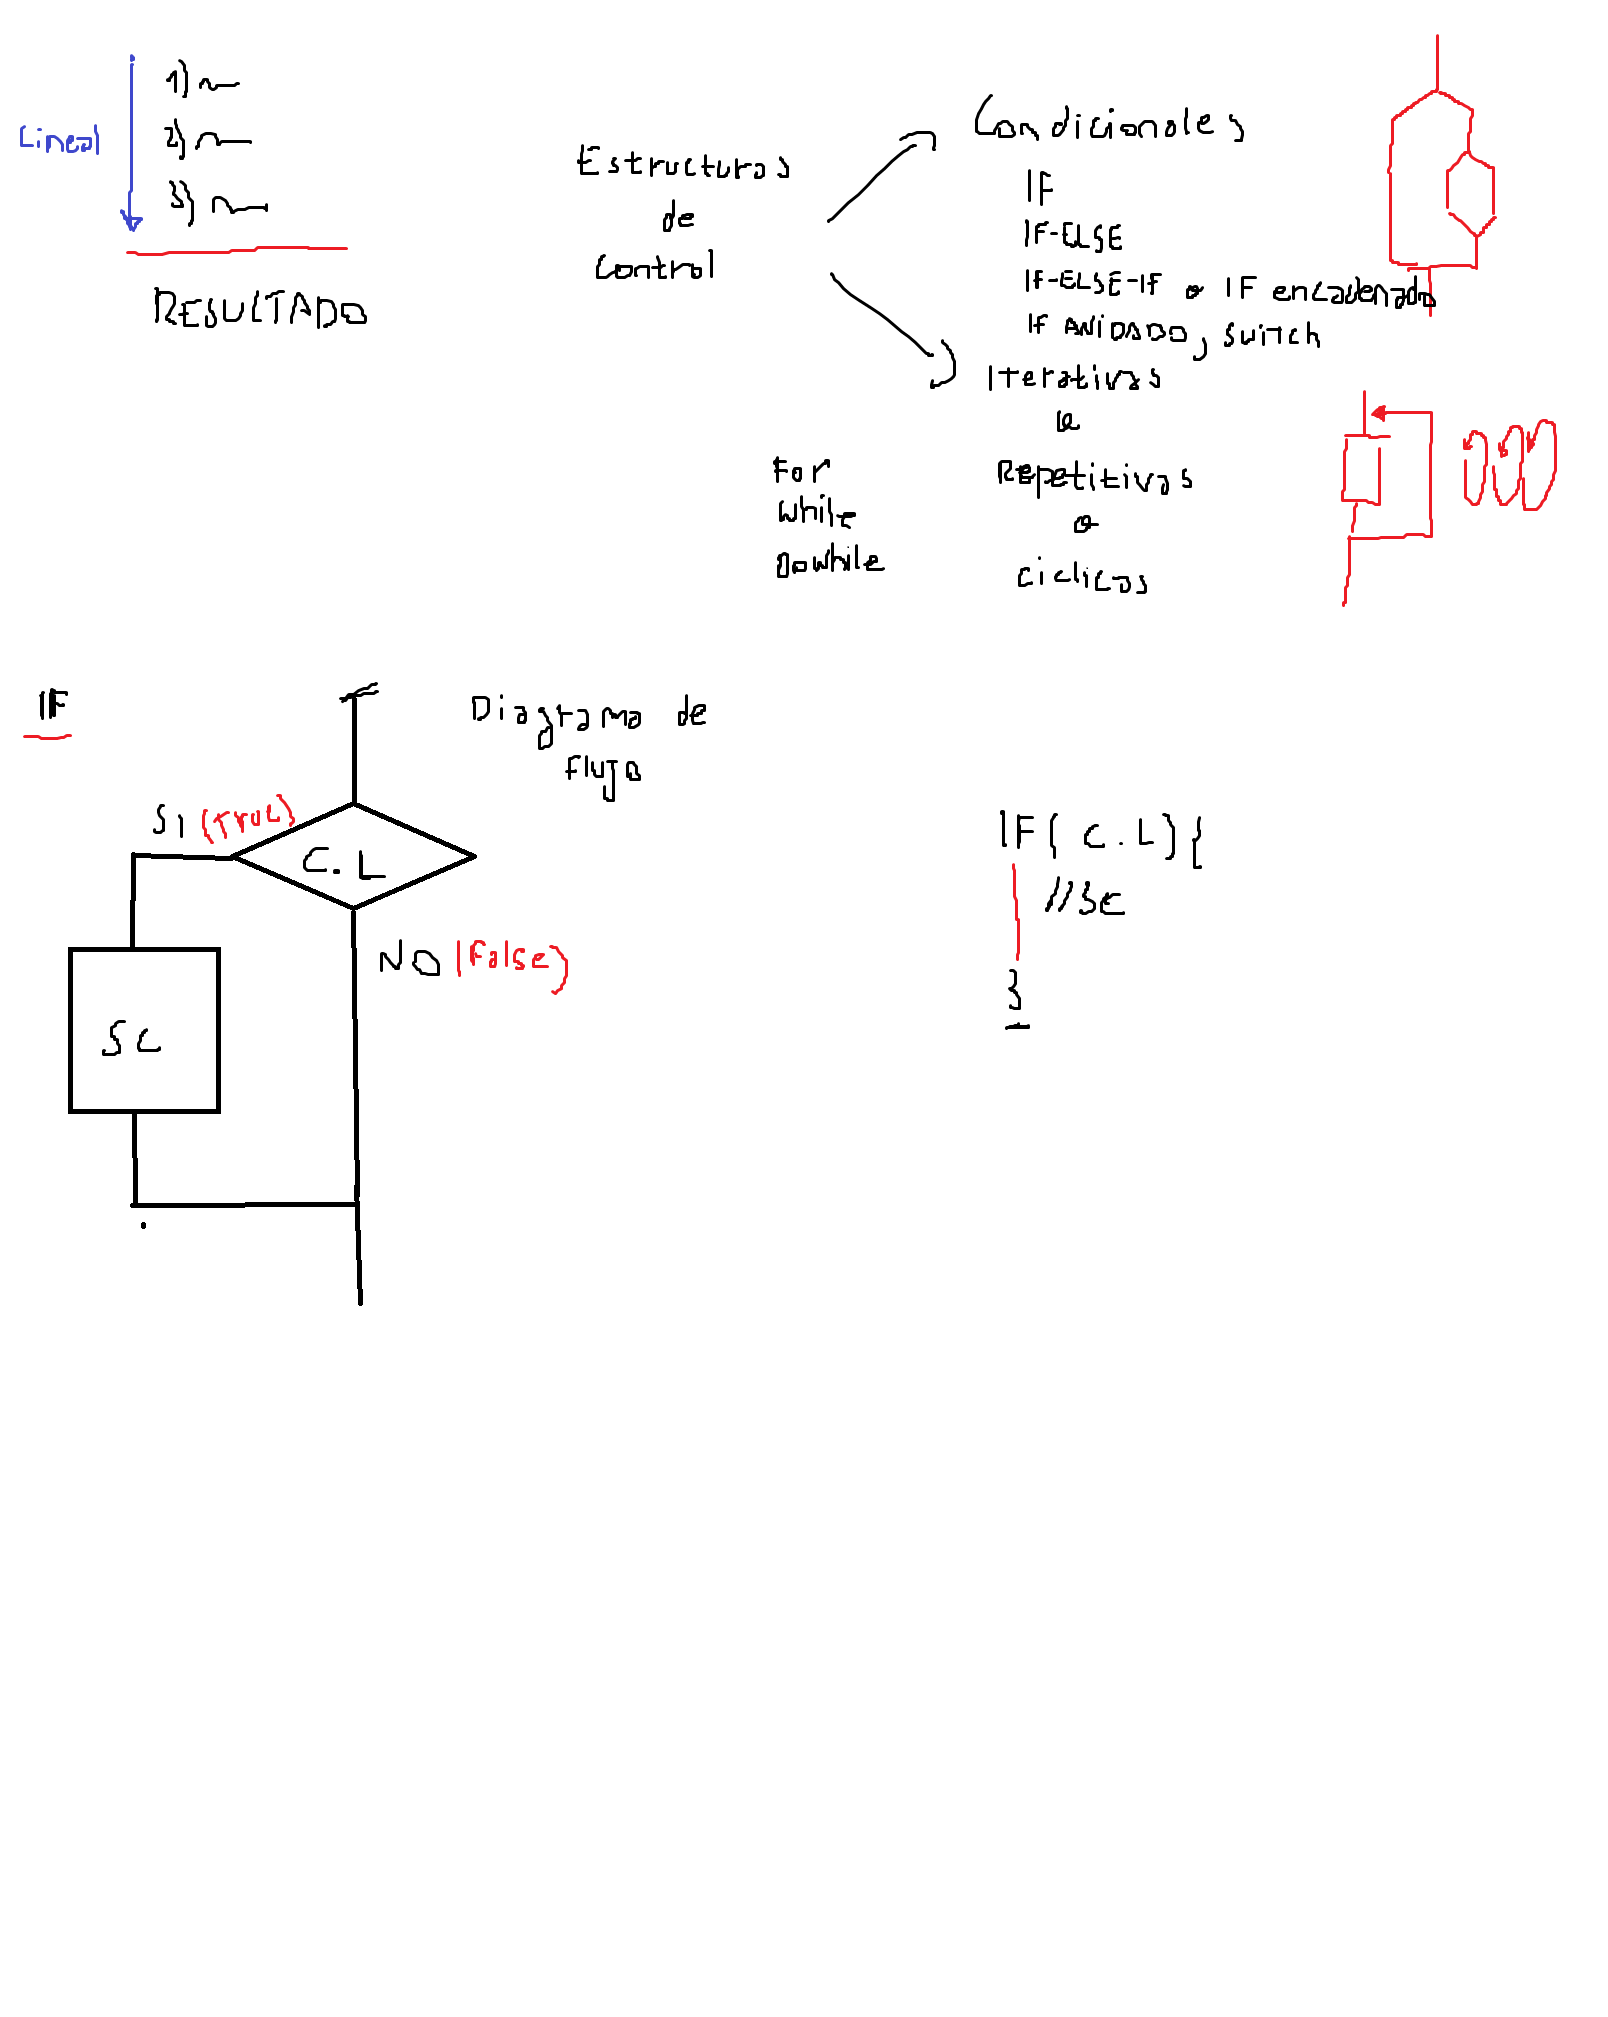 Lineal
1)
2)
3)
RESULTADO
Estructuras
de
Control
Condicionales
IF
IF-ELSE
IF-ELSE-IF o IF encadenado
IF ANIDADO, switch
Iterativas
o
Repetitivas
o
ciclicas
For
While
Dowhile
IF
Diagrama de
flujo
SI (True)
C.L
NO (False)
SC
IF( C.L){
//SC
}